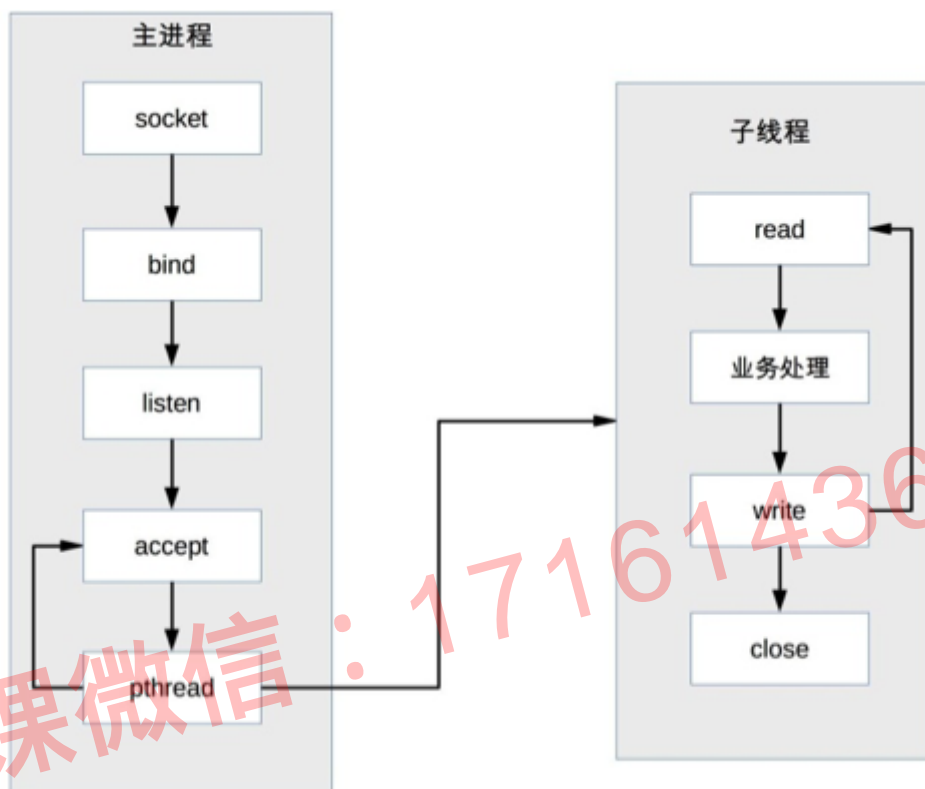 主进程
socket
bind
listen
accept
pthread
子线程
read
业务处理
write
close
课微信：17161436